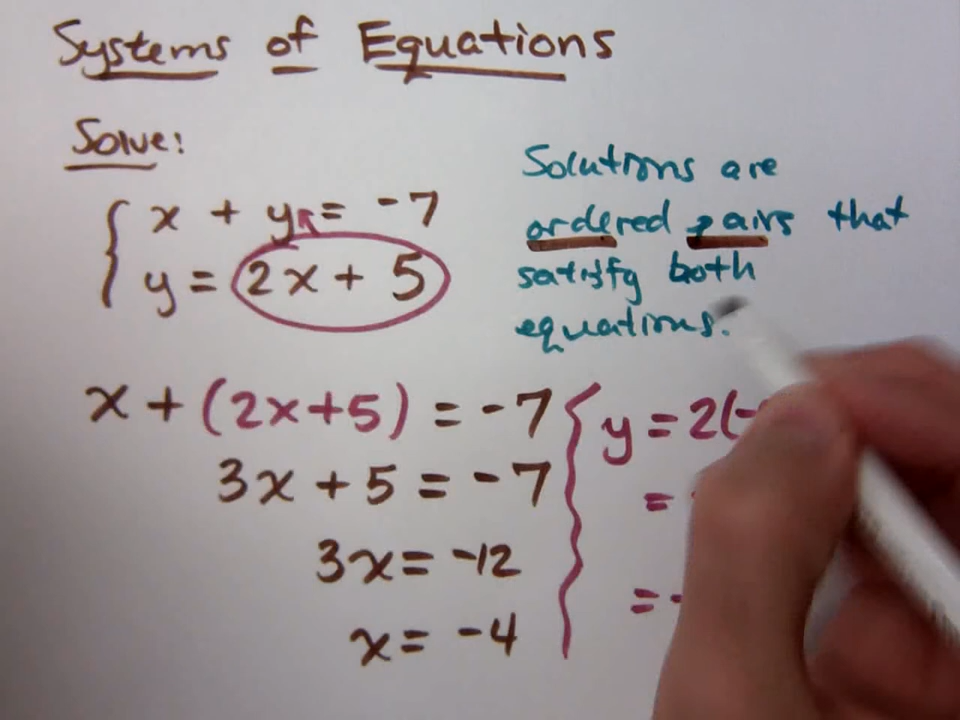 Systems of Equations
Solve:
x + y = -7
y = 2x + 5
Solutions are
ordered pairs that
satisfy both
equations.
x + (2x+5) = -7
3x + 5 = -7
3x = -12
x = -4
y = 2(-
=
= -